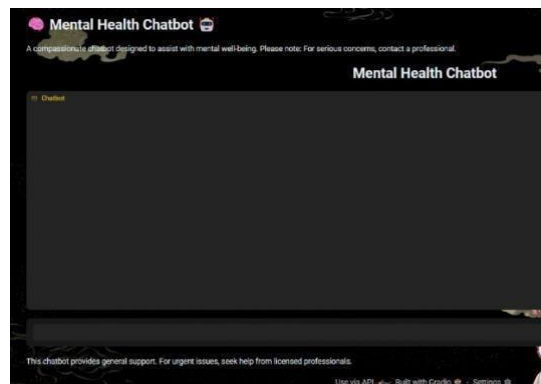 🧠 Mental Health Chatbot 🤖
A compassionate chatbot designed to assist with mental well-being. Please note: For serious concerns, contact a professional.
Mental Health Chatbot
Chatbot
This chatbot provides general support. For urgent issues, seek help from licensed professionals.
Use via API · Built with Gradio · Settings